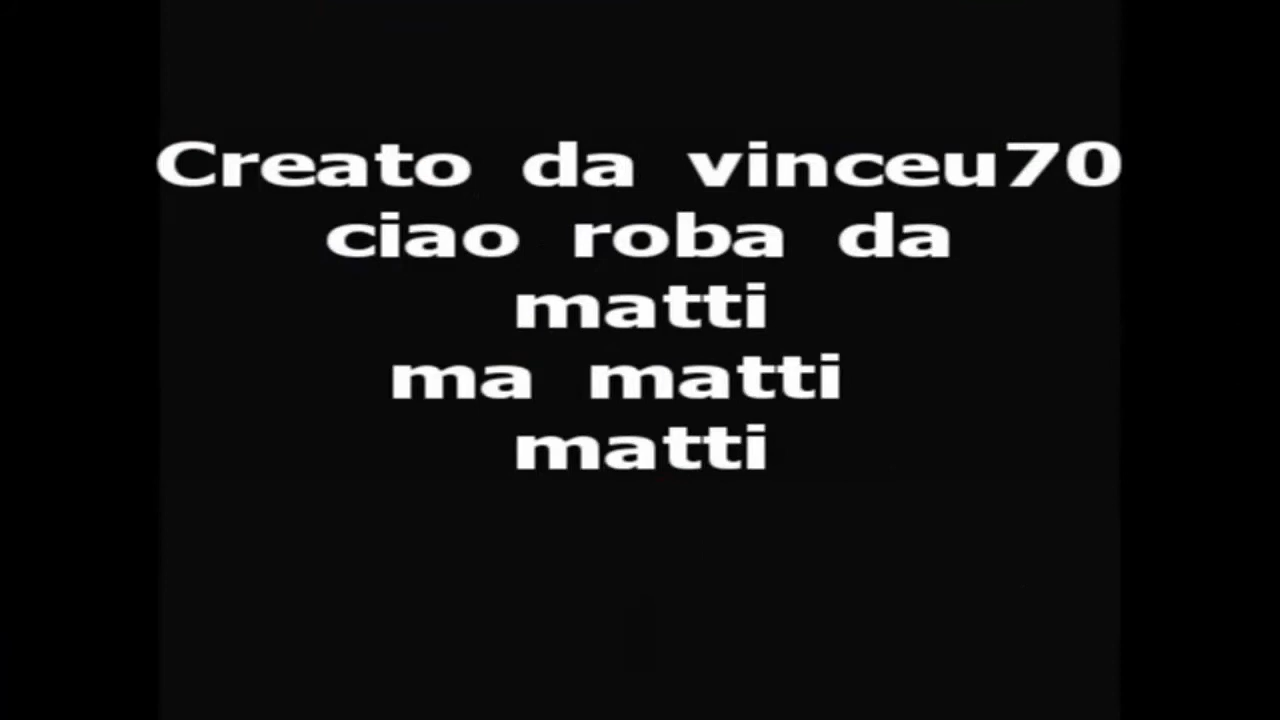 Creato da vinceu70
ciao roba da
matti
ma matti
matti